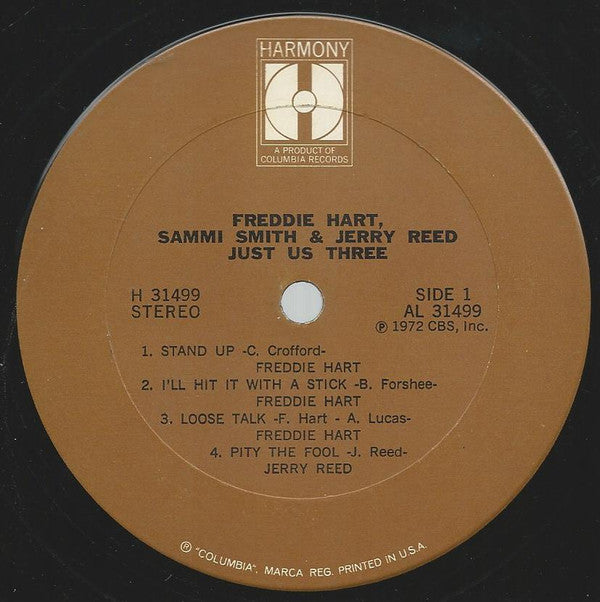 HARMONY
A PRODUCT OF
COLUMBIA RECORDS
FREDDIE HART,
SAMMI SMITH & JERRY REED
JUST US THREE
H 31499
STEREO
SIDE 1
AL 31499
Ⓟ 1972 CBS, Inc.
1. STAND UP -C. Crofford-
FREDDIE HART
2. I'LL HIT IT WITH A STICK -B. Forshee-
FREDDIE HART
3. LOOSE TALK -F. Hart - A. Lucas-
FREDDIE HART
4. PITY THE FOOL -J. Reed-
JERRY REED
® "COLUMBIA", MARCA REG. PRINTED IN U.S.A.